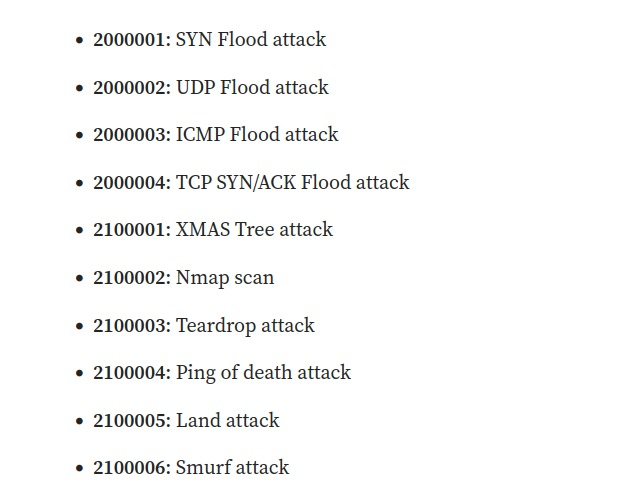 • 2000001: SYN Flood attack
• 2000002: UDP Flood attack
• 2000003: ICMP Flood attack
• 2000004: TCP SYN/ACK Flood attack
• 2100001: XMAS Tree attack
• 2100002: Nmap scan
• 2100003: Teardrop attack
• 2100004: Ping of death attack
• 2100005: Land attack
• 2100006: Smurf attack